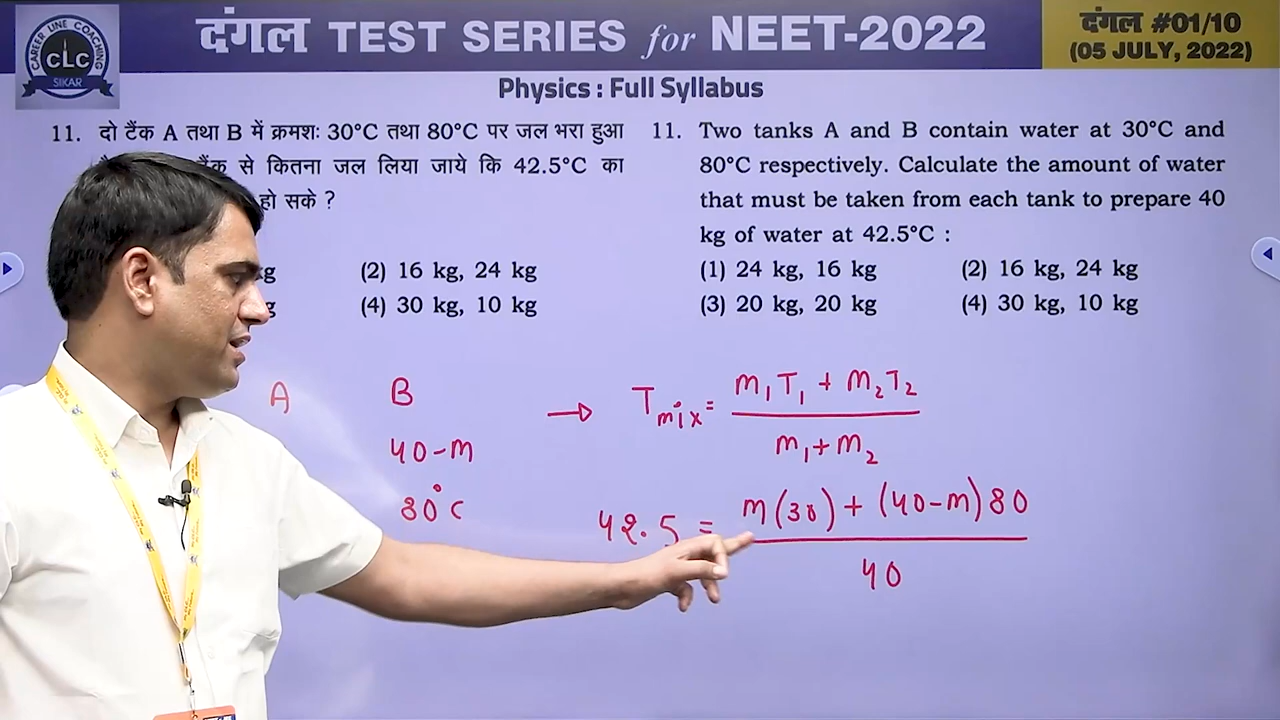 CAREER LINE COACHING
CLC
SIKAR
दंगल TEST SERIES for NEET-2022
दंगल #01/10
(05 JULY, 2022)
Physics : Full Syllabus
11. दो टैंक A तथा B में क्रमशः 30°C तथा 80°C पर जल भरा हुआ
टैंक से कितना जल लिया जाये कि 42.5°C का
हो सके ?
kg
(2) 16 kg, 24 kg
(4) 30 kg, 10 kg
11. Two tanks A and B contain water at 30°C and
80°C respectively. Calculate the amount of water
that must be taken from each tank to prepare 40
kg of water at 42.5°C :
(1) 24 kg, 16 kg (2) 16 kg, 24 kg
(3) 20 kg, 20 kg (4) 30 kg, 10 kg
A B
40-m
80°C
→ Tmix = m₁T₁ + m₂T₂
m₁+m₂
42.5 = m(30) + (40-m)80
40